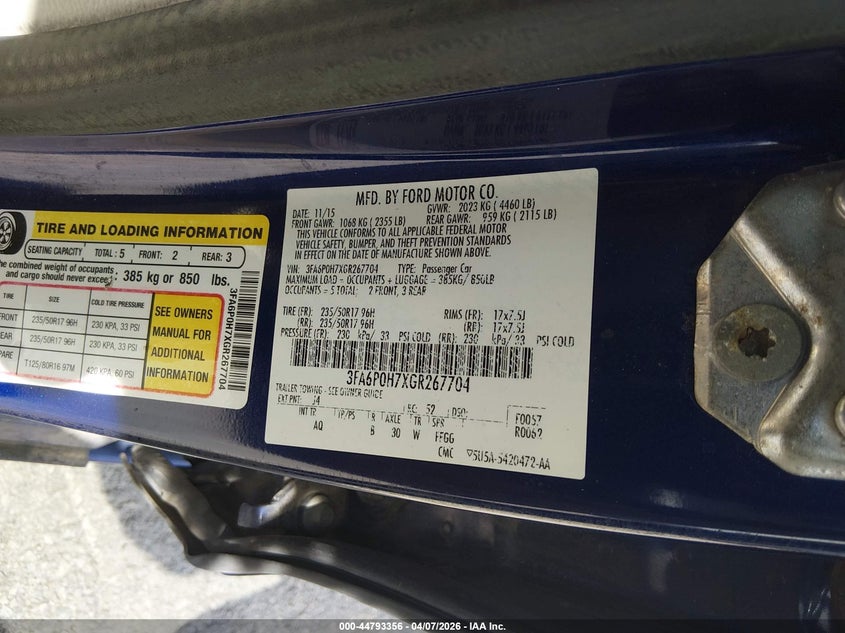 TIRE AND LOADING INFORMATION
SEATING CAPACITY TOTAL : 5 FRONT: 2 REAR: 3
The combined weight of occupants
and cargo should never exceed : 385 kg or 850 lbs.
TIRE SIZE COLD TIRE PRESSURE
FRONT 235/50R17 96H 230 KPA, 33 PSI
REAR 235/50R17 96H 230 KPA, 33 PSI
SPARE T125/80R16 97M 420 KPA, 60 PSI
SEE OWNERS
MANUAL FOR
ADDITIONAL
INFORMATION
3FA6P0H7XGR267704
MFD. BY FORD MOTOR CO.
DATE: 11/15 GVWR: 2023 KG ( 4460 LB)
FRONT GAWR: 1068 KG ( 2355 LB) REAR GAWR: 959 KG ( 2115 LB)
THIS VEHICLE CONFORMS TO ALL APPLICABLE FEDERAL MOTOR
VEHICLE SAFETY, BUMPER, AND THEFT PREVENTION STANDARDS
IN EFFECT ON THE DATE OF MANUFACTURE SHOWN ABOVE.
VIN: 3FA6P0H7XGR267704 TYPE: Passenger Car
MAXIMUM LOAD = OCCUPANTS + LUGGAGE = 385KG/ 850LB
OCCUPANTS = 5 TOTAL: 2 FRONT, 3 REAR
TIRE (FR): 235/50R17 96H RIMS (FR): 17x7.5J
(RR): 235/50R17 96H (RR): 17x7.5J
PRESSURE (FR): 230 kPa/ 33 PSI COLD (RR): 230 kPa/ 33 PSI COLD
3FA6P0H7XGR267704
TRAILER TOWING - SEE OWNER GUIDE
EXT PNT: J4 RC: 52 DSO:
INT TR TP/PS R AXLE TR SPR
AQ B 30 W FFGG
F0057
R0062
CMC 5U5A-5420472-AA
000-44793356 - 04/07/2026 - IAA Inc.